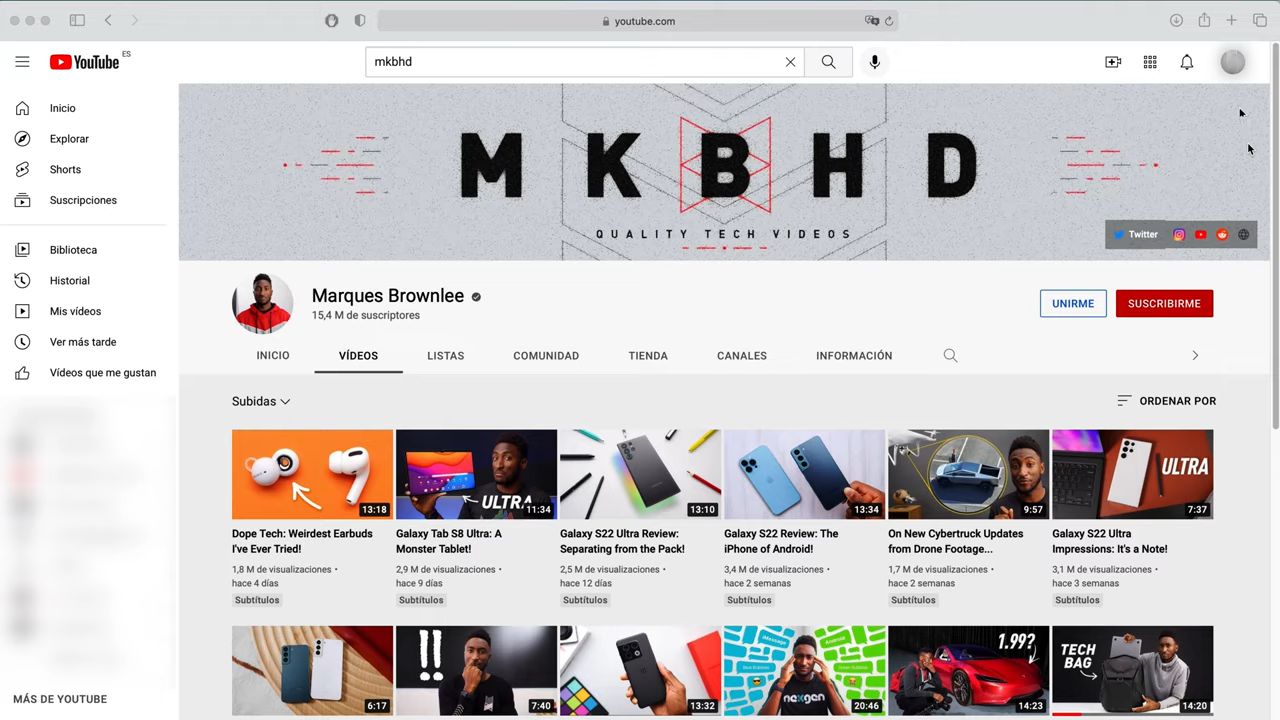 youtube.com
YouTube ES
mkbhd
Inicio
Explorar
Shorts
Suscripciones
Biblioteca
Historial
Mis vídeos
Ver más tarde
Vídeos que me gustan
MÁS DE YOUTUBE
MKBHD
QUALITY TECH VIDEOS
Twitter
Marques Brownlee
15,4 M de suscriptores
UNIRME
SUSCRIBIRME
INICIO
VÍDEOS
LISTAS
COMUNIDAD
TIENDA
CANALES
INFORMACIÓN
Subidas
ORDENAR POR
13:18
Dope Tech: Weirdest Earbuds
I've Ever Tried!
1,8 M de visualizaciones •
hace 4 días
Subtítulos
ULTRA
11:34
Galaxy Tab S8 Ultra: A
Monster Tablet!
2,9 M de visualizaciones •
hace 9 días
Subtítulos
13:10
Galaxy S22 Ultra Review:
Separating from the Pack!
2,5 M de visualizaciones •
hace 12 días
Subtítulos
13:34
Galaxy S22 Review: The
iPhone of Android!
3,4 M de visualizaciones •
hace 2 semanas
Subtítulos
9:57
On New Cybertruck Updates
from Drone Footage...
1,7 M de visualizaciones •
hace 2 semanas
Subtítulos
ULTRA
7:37
Galaxy S22 Ultra
Impressions: It's a Note!
3,1 M de visualizaciones •
hace 3 semanas
Subtítulos
6:17
!!
7:40
13:32
iMessage
Android
nexgen
20:46
1.99?
14:23
TECH
BAG
14:20